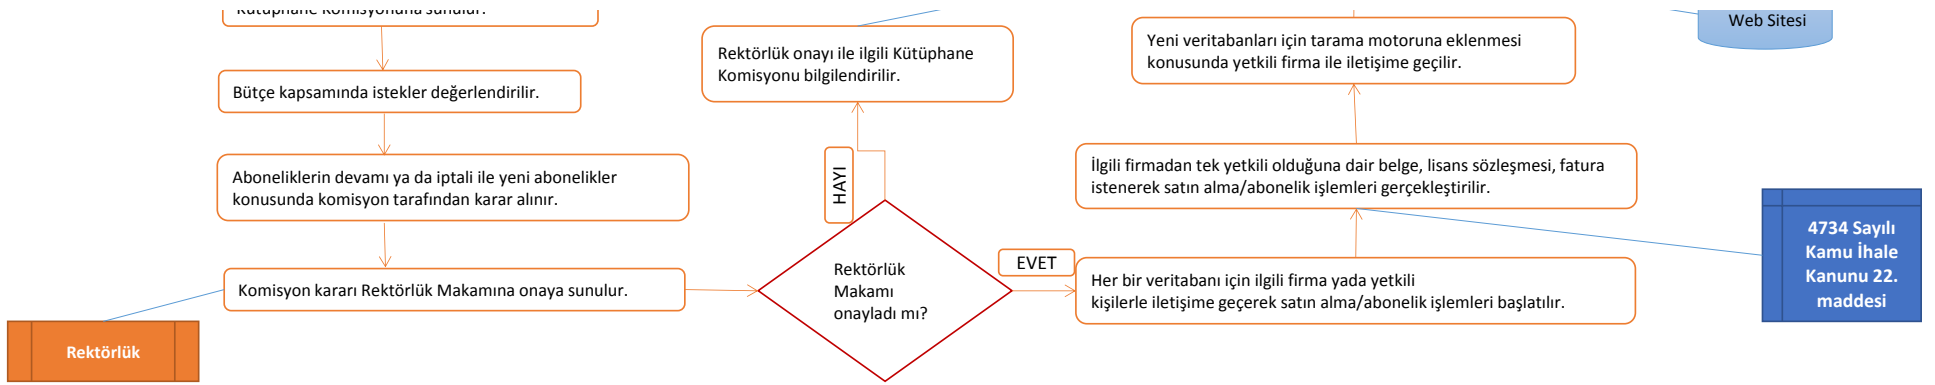 Kütüphane Komisyonuna sunulur.
Bütçe kapsamında istekler değerlendirilir.
Aboneliklerin devamı ya da iptali ile yeni abonelikler
konusunda komisyon tarafından karar alınır.
Komisyon kararı Rektörlük Makamına onaya sunulur.
Rektörlük
Rektörlük onayı ile ilgili Kütüphane
Komisyonu bilgilendirilir.
HAYI
Rektörlük
Makamı
onayladı mı?
EVET
Yeni veritabanları için tarama motoruna eklenmesi
konusunda yetkili firma ile iletişime geçilir.
İlgili firmadan tek yetkili olduğuna dair belge, lisans sözleşmesi, fatura
istenerek satın alma/abonelik işlemleri gerçekleştirilir.
Her bir veritabanı için ilgili firma yada yetkili
kişilerle iletişime geçerek satın alma/abonelik işlemleri başlatılır.
Web Sitesi
4734 Sayılı
Kamu İhale
Kanunu 22.
maddesi